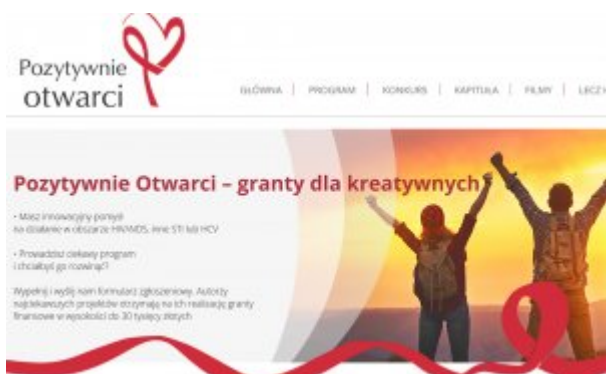 Pozytywnie
otwarci
GŁÓWNA | PROGRAM | KONKURS | KAPITUŁA | FILMY |
Pozytywnie Otwarci – granty dla kreatywnych
• Masz innowacyjny pomysł
na działanie w obszarze HIV/AIDS, inne STI lub HCV
• Prowadzisz ciekawy program
i chciałbyś go rozwinąć?
Wypełnij i wyślij nam formularz zgłoszeniowy. Autorzy
najciekawszych projektów otrzymają na ich realizację granty
finansowe w wysokości do 30 tysięcy złotych